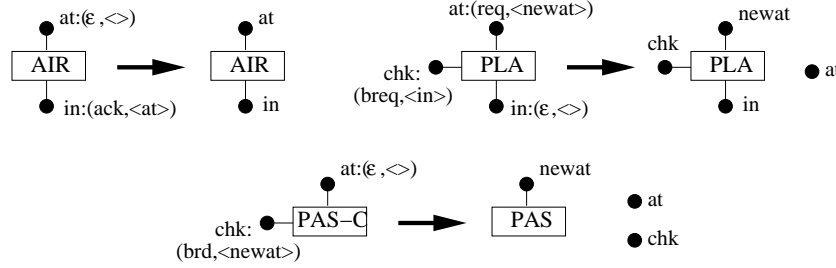 at:(ε,<>)
AIR
in:(ack,<at>)
at
AIR
in
at:(req,<newat>)
chk:
(breq,<in>)
PLA
in:(ε,<>)
newat
chk
PLA
in
at
at:(ε,<>)
PAS−C
chk:
(brd,<newat>)
newat
PAS
at
chk